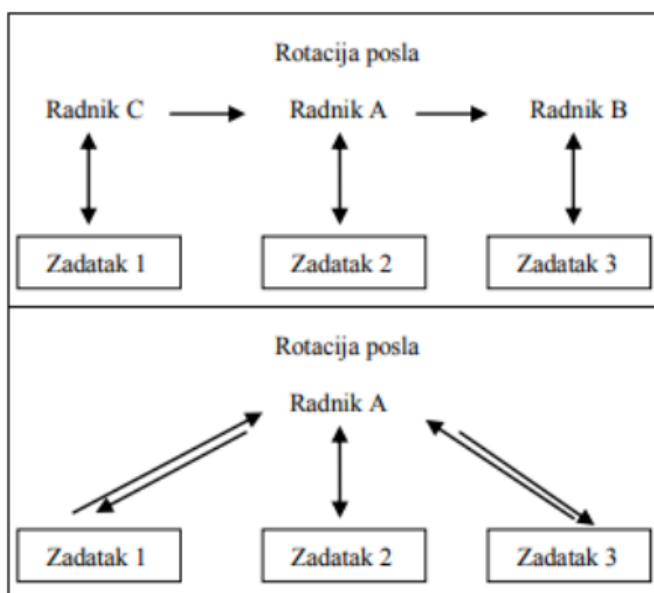 Rotacija posla
Radnik C Radnik A Radnik B
Zadatak 1 Zadatak 2 Zadatak 3
Rotacija posla
Radnik A
Zadatak 1 Zadatak 2 Zadatak 3